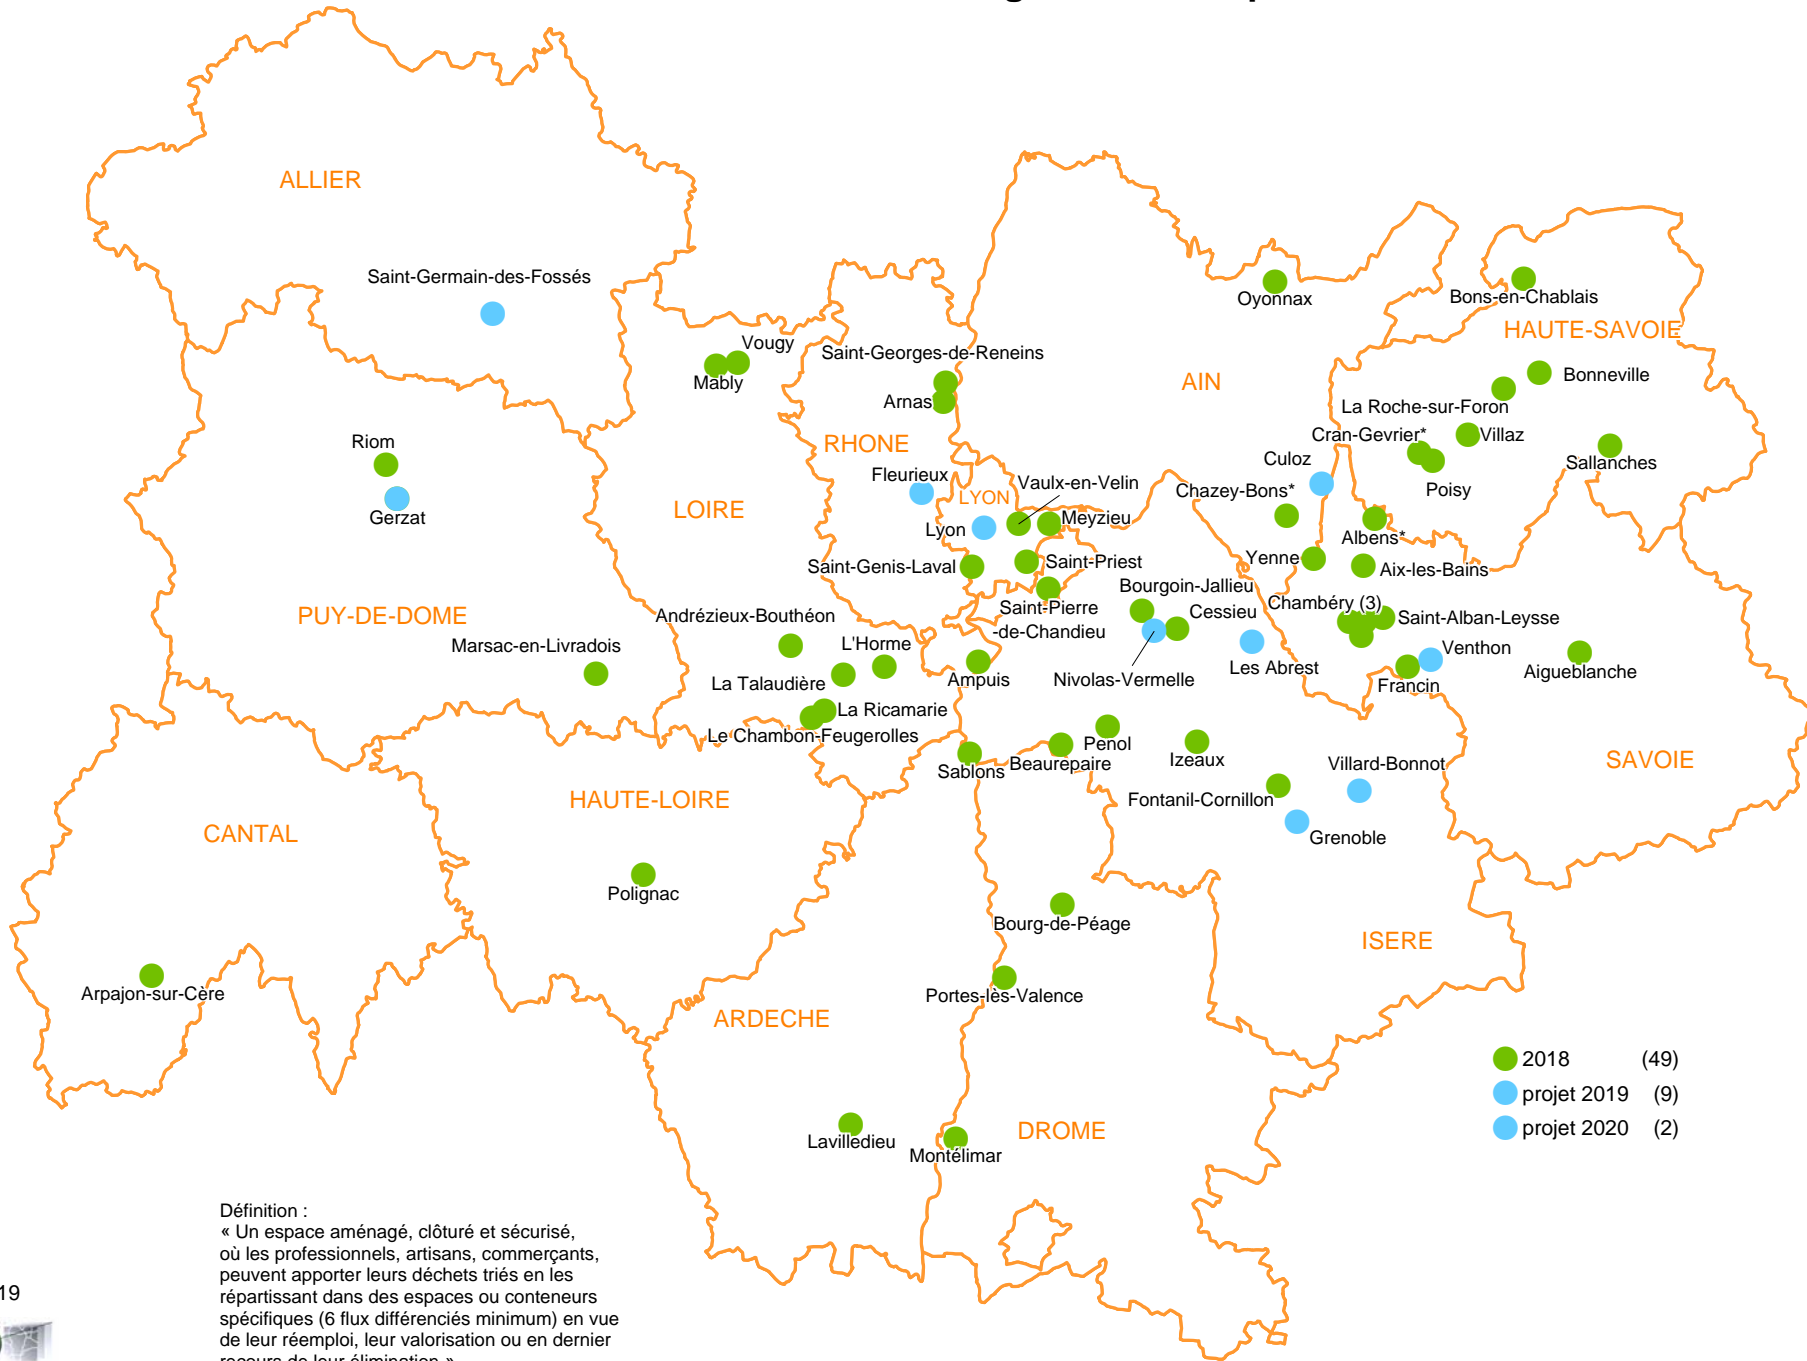 ALLIER
Saint-Germain-des-Fossés
Oyonnax
Bons-en-Chablais
HAUTE-SAVOIE
Vougy
Mably
Saint-Georges-de-Reneins
Arnas
AIN
Bonneville
La Roche-sur-Foron
Cran-Gevrier*
Villaz
Sallanches
Poisy
Riom
Gerzat
RHONE
Fleurieux
LYON
Vaulx-en-Velin
Culoz
Chazey-Bons*
LOIRE
Lyon
Meyzieu
Albens*
Saint-Genis-Laval
Saint-Priest
Yenne
Aix-les-Bains
PUY-DE-DOME
Andrézieux-Bouthéon
Saint-Pierre
-de-Chandieu
Bourgoin-Jallieu
Cessieu
Chambéry (3)
Saint-Alban-Leysse
Marsac-en-Livradois
L'Horme
La Talaudière
Ampuis
Nivolas-Vermelle
Les Abrest
Venthon
Francin
Aigueblanche
La Ricamarie
Le Chambon-Feugerolles
Sablons
Beaurepaire
Penol
Izeaux
Villard-Bonnot
SAVOIE
HAUTE-LOIRE
Fontanil-Cornillon
Grenoble
CANTAL
Polignac
Bourg-de-Péage
ISERE
Arpajon-sur-Cère
Portes-lès-Valence
ARDECHE
2018 (49)
projet 2019 (9)
projet 2020 (2)
Lavilledieu
Montélimar
DROME
Définition :
« Un espace aménagé, clôturé et sécurisé,
où les professionnels, artisans, commerçants,
peuvent apporter leurs déchets triés en les
répartissant dans des espaces ou conteneurs
spécifiques (6 flux différenciés minimum) en vue
de leur réemploi, leur valorisation ou en dernier
recours de leur élimination »
19